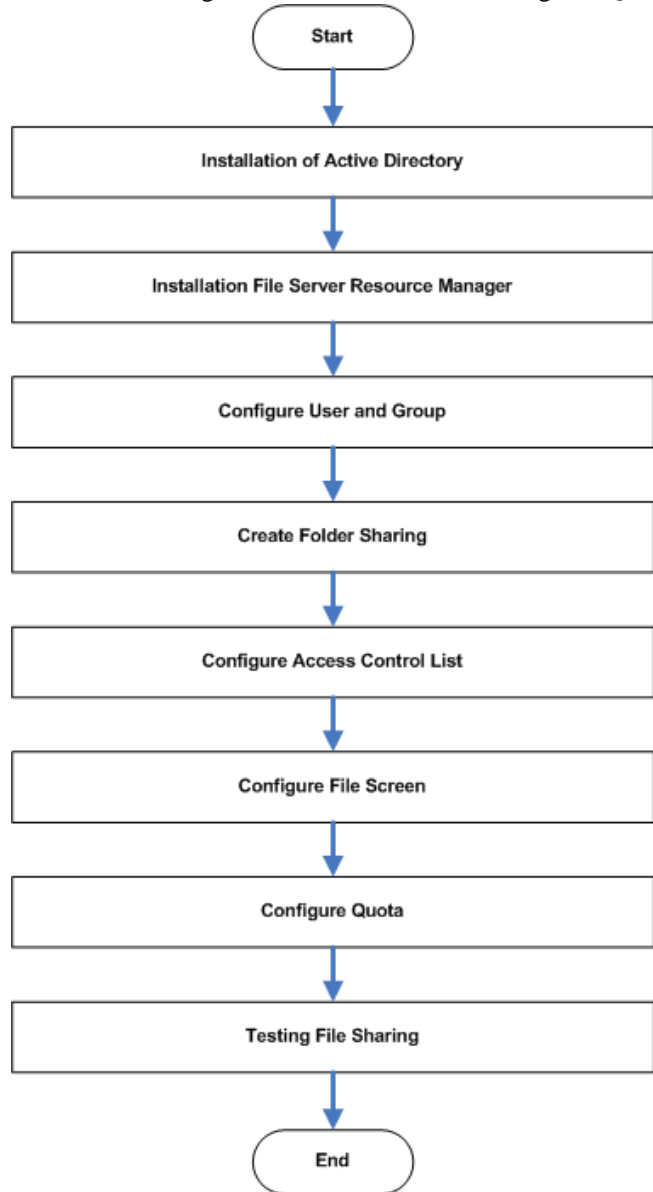 Start
Installation of Active Directory
Installation File Server Resource Manager
Configure User and Group
Create Folder Sharing
Configure Access Control List
Configure File Screen
Configure Quota
Testing File Sharing
End